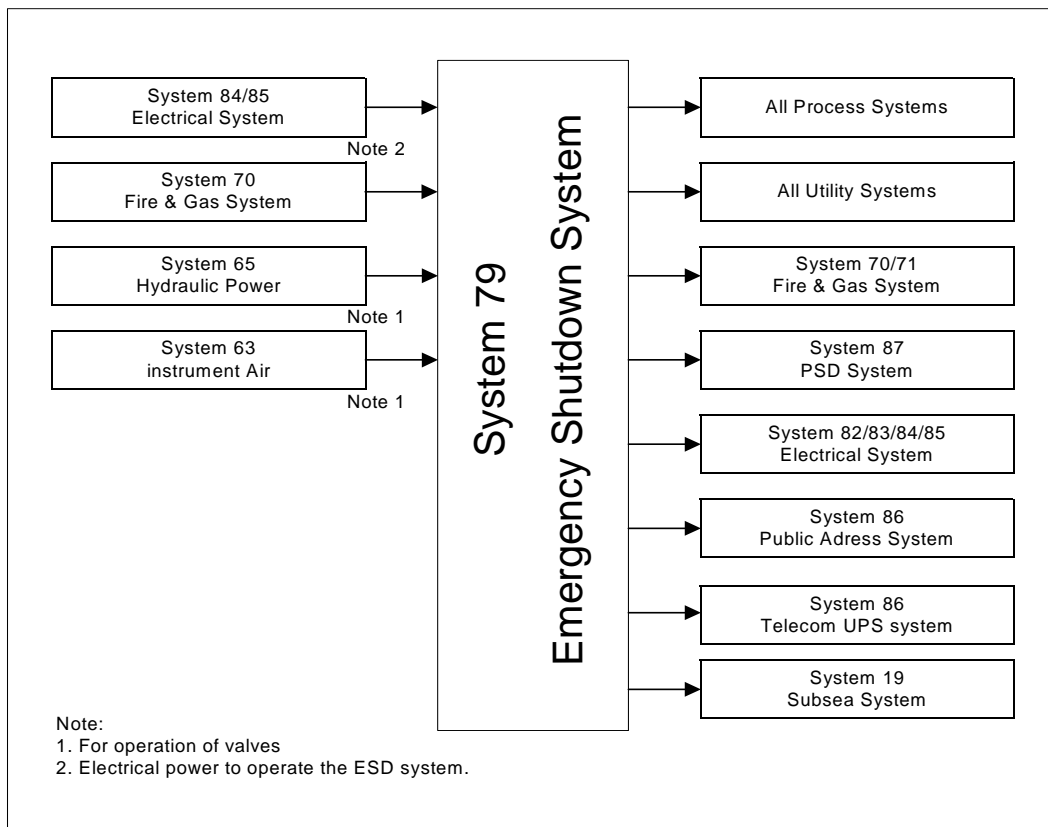 System 84/85
Electrical System
Note 2
System 70
Fire & Gas System
System 65
Hydraulic Power
Note 1
System 63
instrument Air
Note 1
System 79
Emergency Shutdown System
All Process Systems
All Utility Systems
System 70/71
Fire & Gas System
System 87
PSD System
System 82/83/84/85
Electrical System
System 86
Public Adress System
System 86
Telecom UPS system
System 19
Subsea System
Note:
1. For operation of valves
2. Electrical power to operate the ESD system.